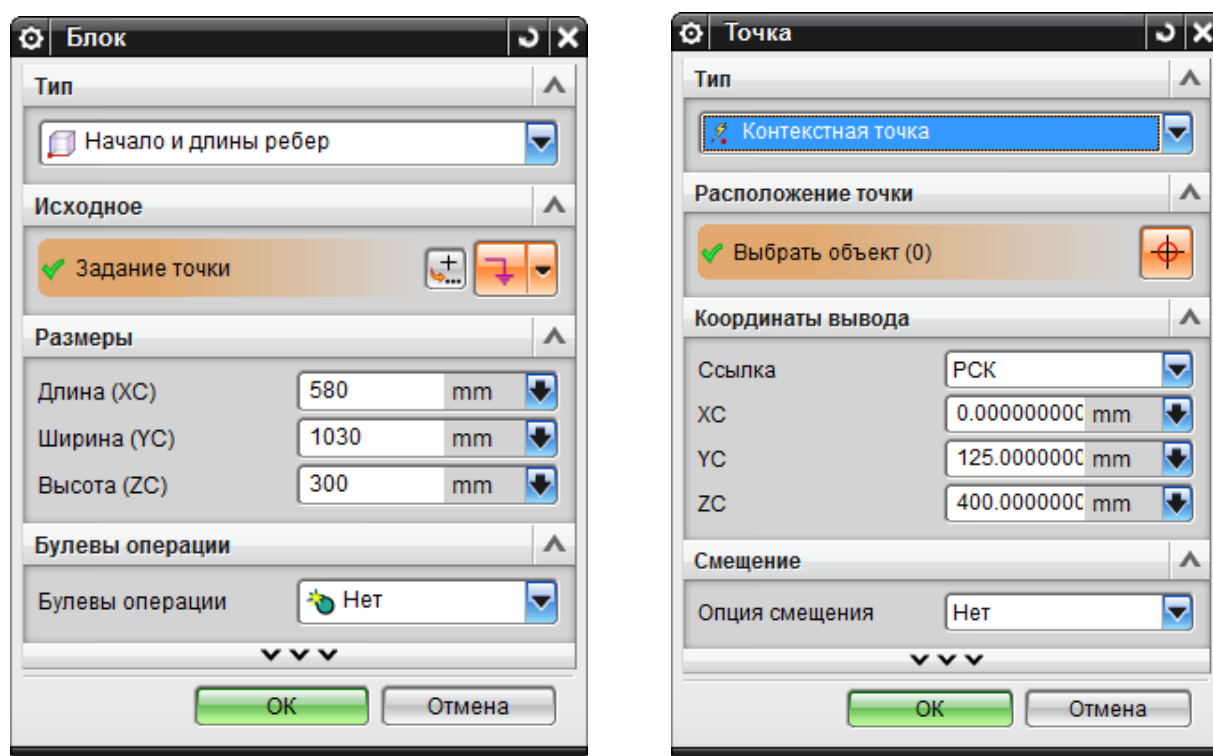 Блок
Тип
Начало и длины ребер
Исходное
Задание точки
Размеры
Длина (XC) 580 mm
Ширина (YC) 1030 mm
Высота (ZC) 300 mm
Булевы операции
Булевы операции Нет
ОК Отмена
Точка
Тип
Контекстная точка
Расположение точки
Выбрать объект (0)
Координаты вывода
Ссылка РСК
XC 0.000000000 mm
YC 125.0000000 mm
ZC 400.0000000 mm
Смещение
Опция смещения Нет
ОК Отмена